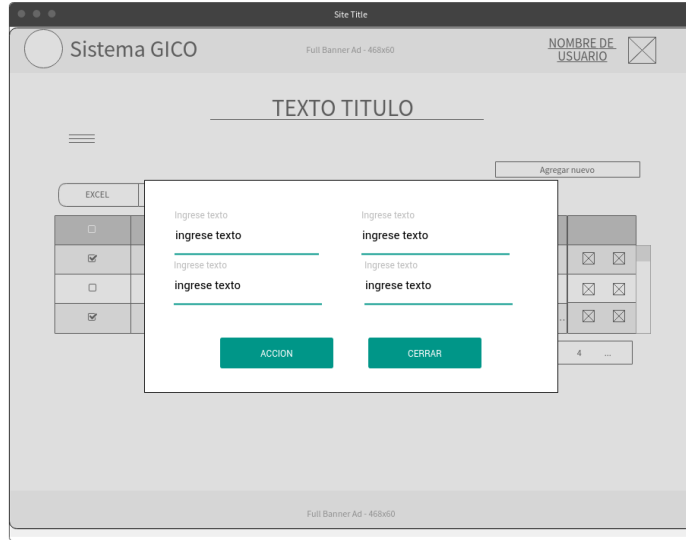 Site Title
Sistema GICO
Full Banner Ad - 468x60
NOMBRE DE
USUARIO
TEXTO TITULO
Agregar nuevo
EXCEL
Ingrese texto
Ingrese texto
ingrese texto
ingrese texto
Ingrese texto
Ingrese texto
ingrese texto
ingrese texto
ACCION
CERRAR
4 ...
Full Banner Ad - 468x60